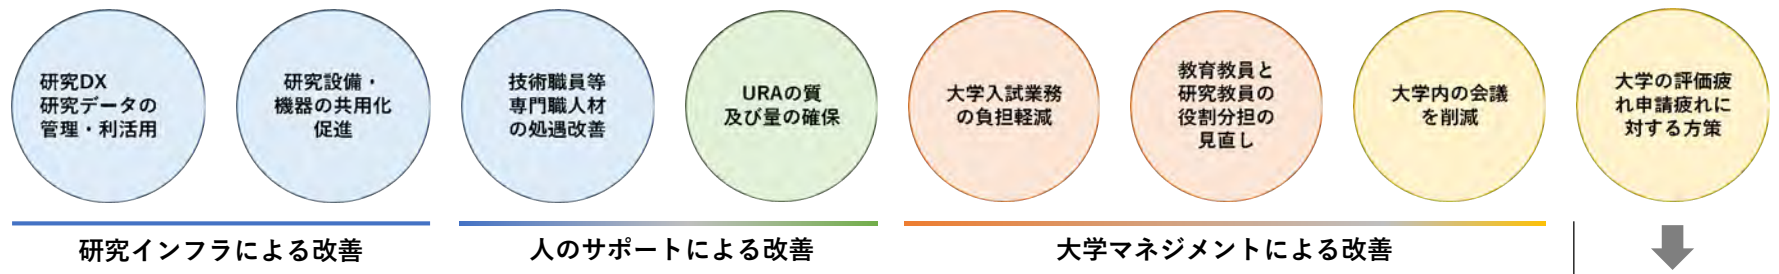 研究DX
研究データの
管理・利活用
研究設備・
機器の共用化
促進
技術職員等
専門職人材
の処遇改善
URAの質
及び量の確保
大学入試業務
の負担軽減
教育教員と
研究教員の
役割分担の
見直し
大学内の会議
を削減
大学の評価疲
れ申請疲れに
対する方策
研究インフラによる改善
人のサポートによる改善
大学マネジメントによる改善